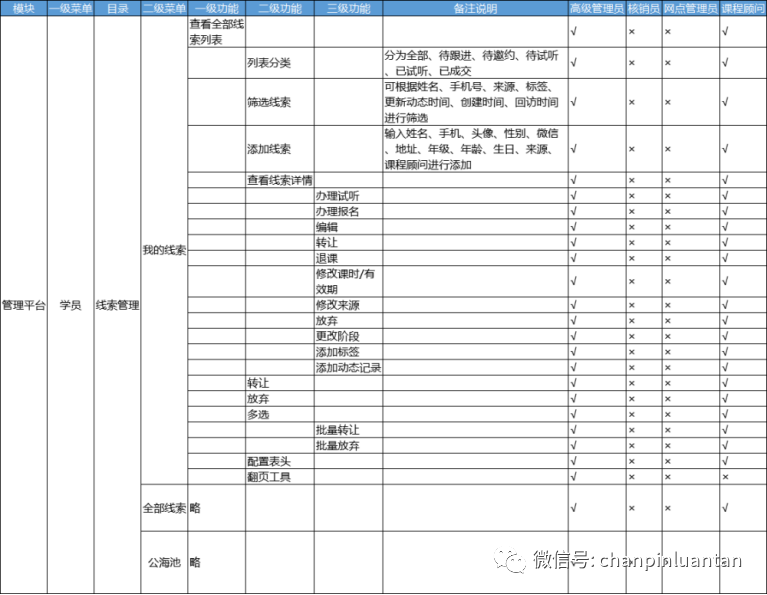 模块 一级菜单 目录 二级菜单 一级功能 二级功能 三级功能 备注说明 高级管理员 核销员 网点管理员 课程顾问
管理平台 学员 线索管理 我的线索 查看全部线
索列表 √ × × √
列表分类 分为全部、待跟进、待邀约、待试听
、已试听、已成交 √ × × √
筛选线索 可根据姓名、手机号、来源、标签、
更新动态时间、创建时间、回访时间
进行筛选 √ × × √
添加线索 输入姓名、手机、头像、性别、微信
、地址、年级、年龄、生日、来源、
课程顾问进行添加 √ × × √
查看线索详情 √ × × √
办理试听 √ × × √
办理报名 √ × × √
编辑 √ × × √
转让 √ × × √
退课 √ × × √
修改课时/有
效期 √ × × √
修改来源 √ × × √
放弃 √ × × √
更改阶段 √ × × √
添加标签 √ × × √
添加动态记录 √ × × √
转让 √ × × √
放弃 √ × × √
多选 √ × × √
批量转让 √ × × √
批量放弃 √ × × √
配置表头 √ × × √
翻页工具 √ × × ×
全部线索 略 √ × × √
公海池 略
微信号: chanpinluantan